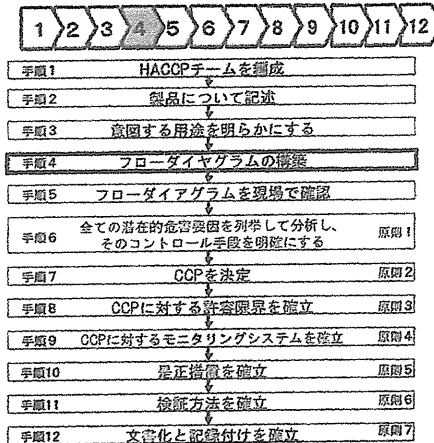 1 2 3 4 5 6 7 8 9 10 11 12
手順1 HACCPチームを編成
手順2 製品について記述
手順3 意図する用途を明らかにする
手順4 フローダイヤグラムの構築
手順5 フローダイアグラムを現場で確認
手順6 全ての潜在的危害要因を列挙して分析し、 原則1
そのコントロール手段を明確にする
手順7 CCPを決定 原則2
手順8 CCPに対する許容限界を確立 原則3
手順9 CCPに対するモニタリングシステムを確立 原則4
手順10 是正措置を確立 原則5
手順11 検証方法を確立 原則6
手順12 文書化と記録付けを確立 原則7